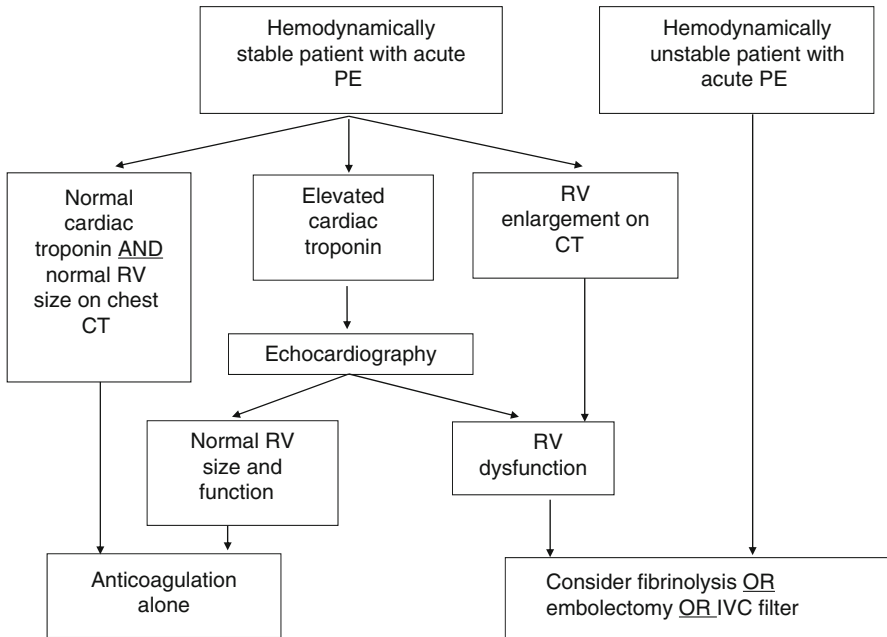 Hemodynamically
stable patient with acute
PE
Hemodynamically
unstable patient with
acute PE
Normal
cardiac
troponin AND
normal RV
size on chest
CT
Elevated
cardiac
troponin
RV
enlargement on
CT
Echocardiography
Normal RV
size and
function
RV
dysfunction
Anticoagulation
alone
Consider fibrinolysis OR
embolectomy OR IVC filter